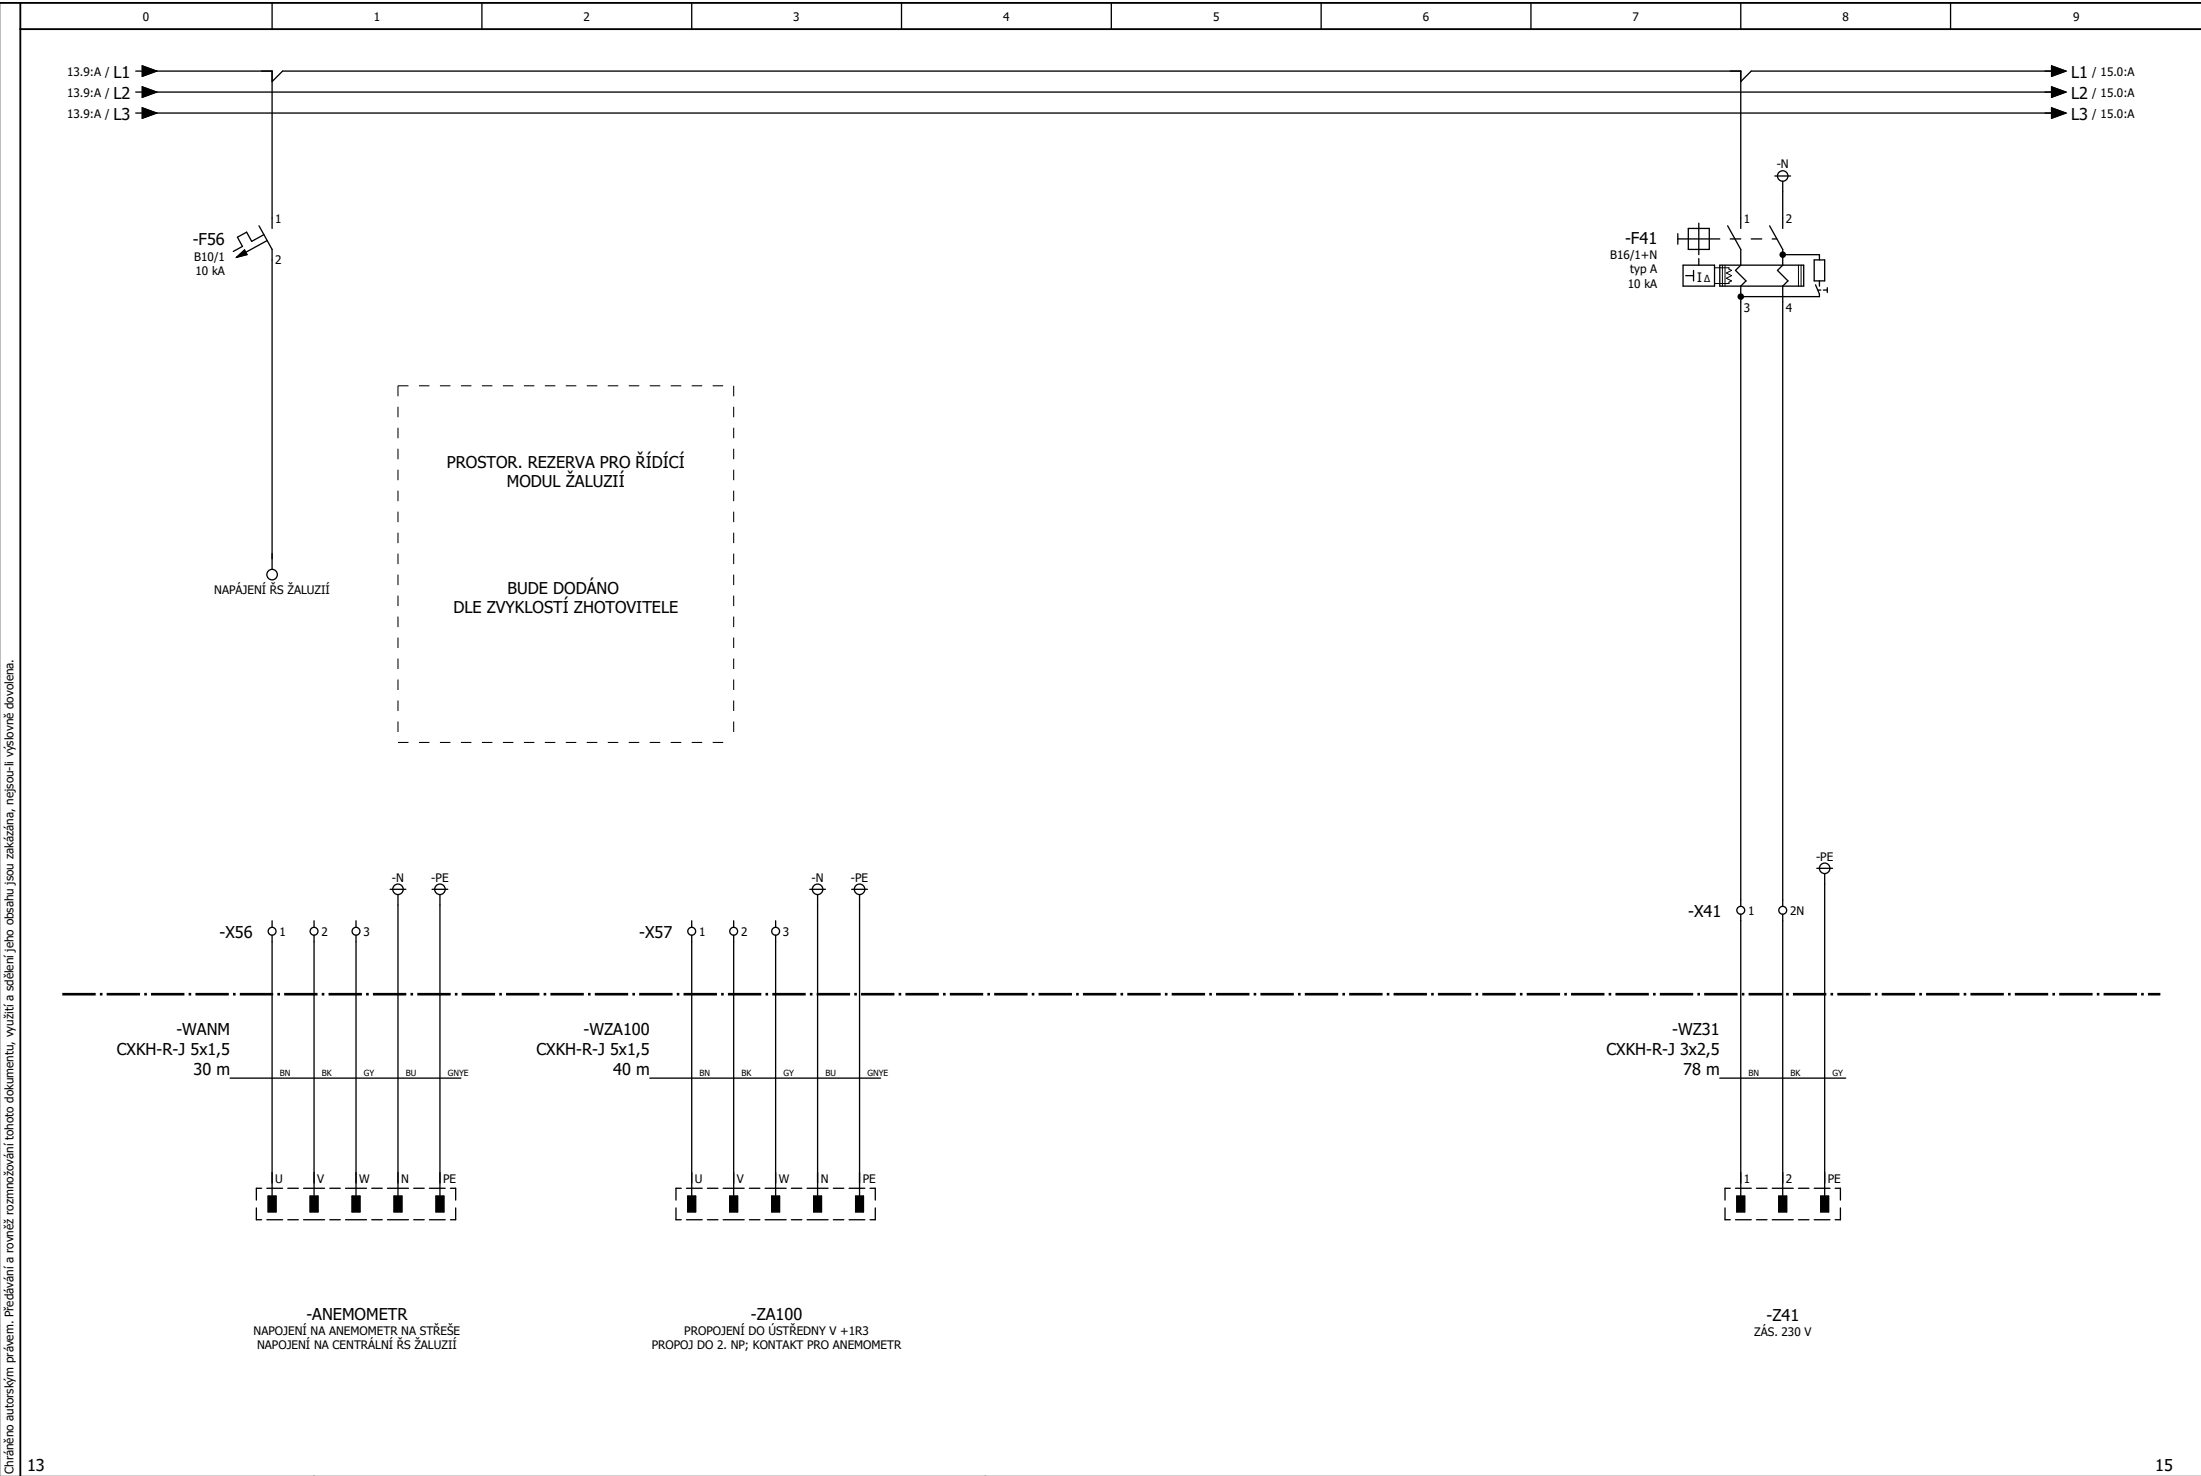 0 1 2 3 4 5 6 7 8 9
13.9:A / L1
L1 / 15.0:A
13.9:A / L2
L2 / 15.0:A
13.9:A / L3
L3 / 15.0:A
-N
1
-F56
B10/1
10 kA
2
1 2
-F41
B16/1+N
typ A
10 kA
I∆
3 4
PROSTOR. REZERVA PRO ŘÍDÍCÍ
MODUL ŽALUZIÍ
NAPÁJENÍ ŘS ŽALUZIÍ
BUDE DODÁNO
DLE ZVYKLOSTÍ ZHOTOVITELE
-N -PE
-X56 1 2 3
-N -PE
-X57 1 2 3
-PE
-X41 1 2N
-WANM
CXKH-R-J 5x1,5
30 m
BN BK GY BU GNYE
-WZA100
CXKH-R-J 5x1,5
40 m
BN BK GY BU GNYE
-WZ31
CXKH-R-J 3x2,5
78 m
BN BK GY
U V W N PE
U V W N PE
1 2 PE
-ANEMOMETR
NAPOJENÍ NA ANEMOMETR NA STŘEŠE
NAPOJENÍ NA CENTRÁLNÍ ŘS ŽALUZIÍ
-ZA100
PROPOJENÍ DO ÚSTŘEDNY V +1R3
PROPOJ DO 2. NP; KONTAKT PRO ANEMOMETR
-Z41
ZÁS. 230 V
Chráněno autorským právem. Předávání a rovněž rozmnožování tohoto dokumentu, využití a sdělení jeho obsahu jsou zakázána, nejsou-li výslovně dovolena.
13
15